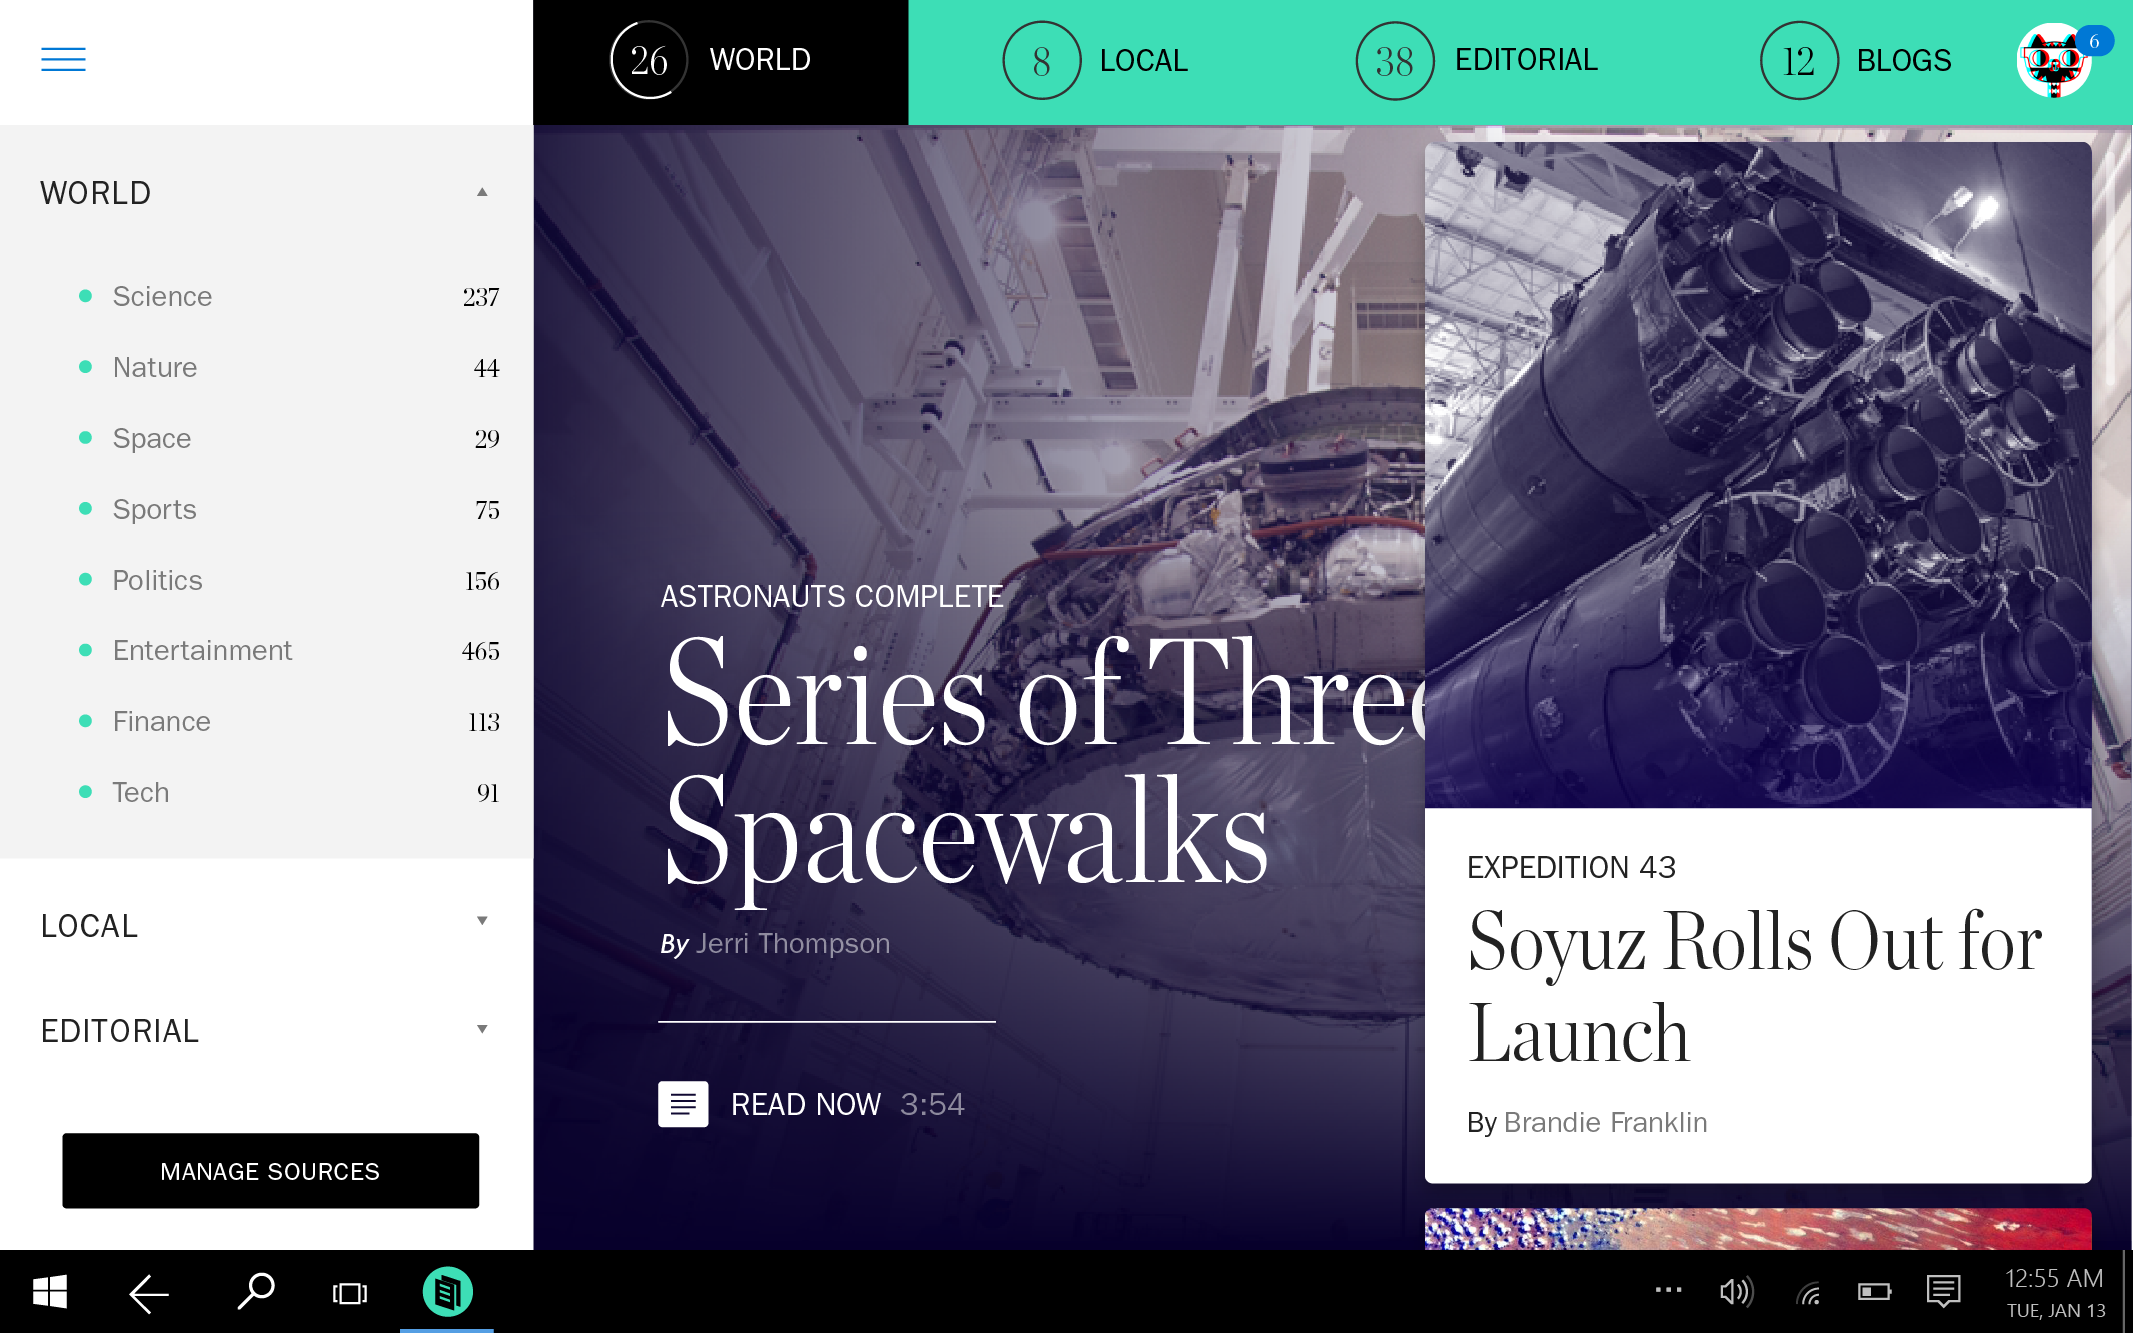 26 WORLD
8 LOCAL
38 EDITORIAL
12 BLOGS
6
WORLD
Science 237
Nature 44
Space 29
Sports 75
Politics 156
Entertainment 465
Finance 113
Tech 91
LOCAL
EDITORIAL
MANAGE SOURCES
ASTRONAUTS COMPLETE
Series of Three
Spacewalks
By Jerri Thompson
READ NOW 3:54
EXPEDITION 43
Soyuz Rolls Out for
Launch
By Brandie Franklin
12:55 AM
TUE, JAN 13